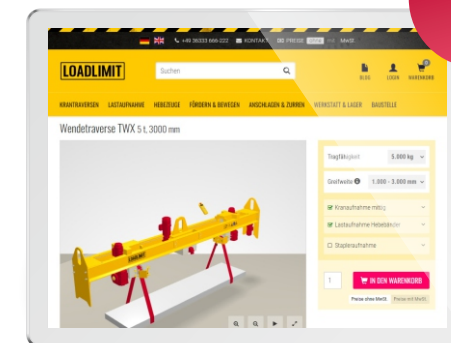 +49 36333 666-222 KONTAKT PREISE ohne MwSt.
LOADLIMIT
Suchen
BLOG LOGIN WARENKORB
0
KRANTRAVERSEN LASTAUFNAHME HEBEZEUGE FÖRDERN & BEWEGEN ANSCHLAGEN & ZURREN WERKSTATT & LAGER BAUSTELLE
Wendetraverse TWX 5 t, 3000 mm
Tragfähigkeit 5.000 kg
Greifweite 1.000 - 3.000 mm
Kranaufnahme mittig
Lastaufnahme Hebebänder
Stapleraufnahme
LOADLIMIT
1 IN DEN WARENKORB
Preise ohne MwSt. Preise mit MwSt.